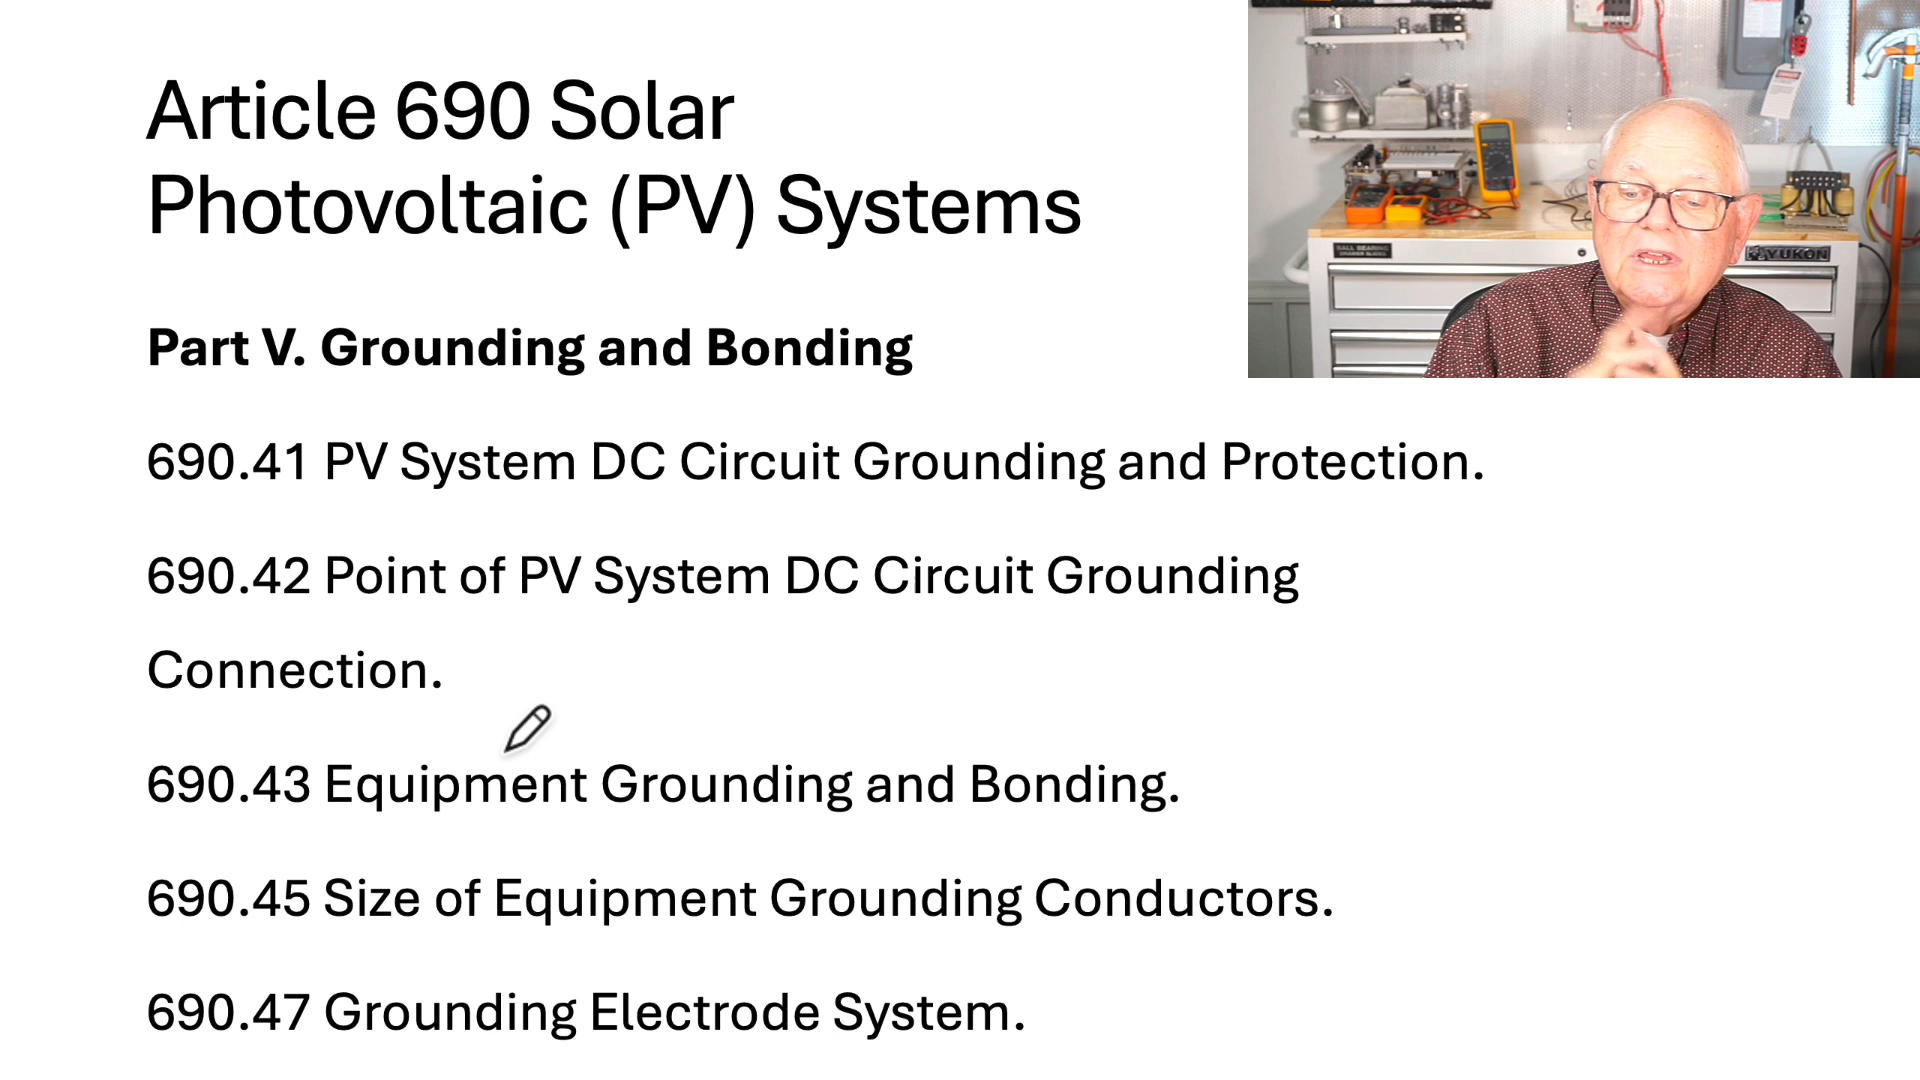 Article 690 Solar
Photovoltaic (PV) Systems
Part V. Grounding and Bonding
690.41 PV System DC Circuit Grounding and Protection.
690.42 Point of PV System DC Circuit Grounding
Connection.
690.43 Equipment Grounding and Bonding.
690.45 Size of Equipment Grounding Conductors.
690.47 Grounding Electrode System.
YUKON